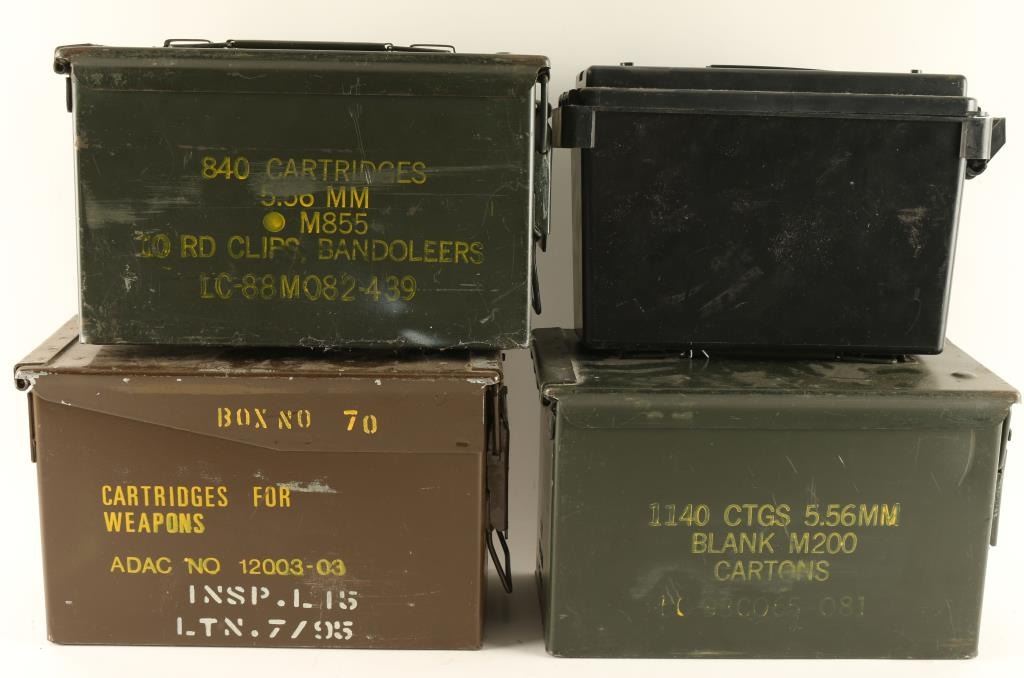 840 CARTRIDGES
5.56 MM
M855
10 RD CLIPS, BANDOLEERS
LC-88M082-439
BOX NO 70
CARTRIDGES FOR
WEAPONS
ADAC NO 12003-03
INSP.L15
LTN.7/95
1140 CTGS 5.56MM
BLANK M200
CARTONS
081